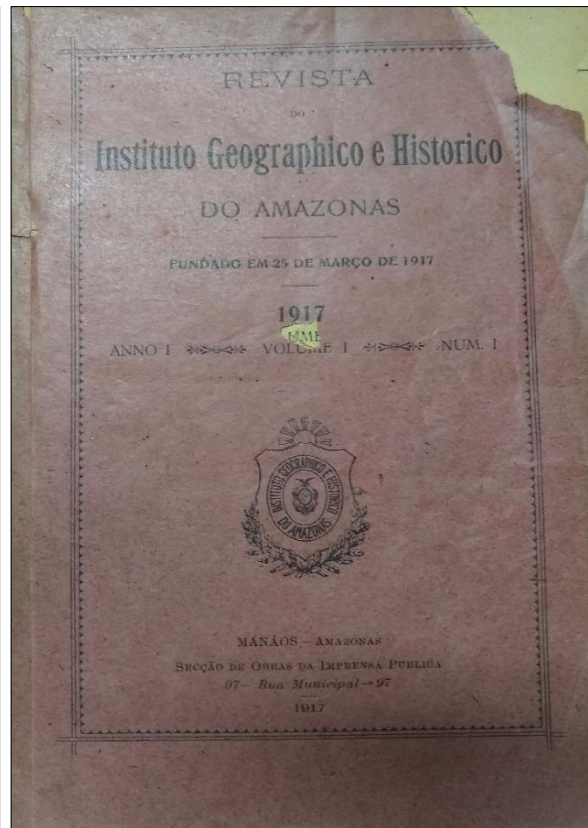 REVISTA
DO
Instituto Geographico e Historico
DO AMAZONAS
FUNDADO EM 25 DE MARÇO DE 1917
1917
ANNO I VOLUME I NUM. I
INSTITUTO GEOGRAPHICO E HISTORICO
DO AMAZONAS
MANÁOS — AMAZONAS
SECÇÃO DE OBRAS DA IMPRENSA PUBLICA
97— Rua Municipal —97
1917